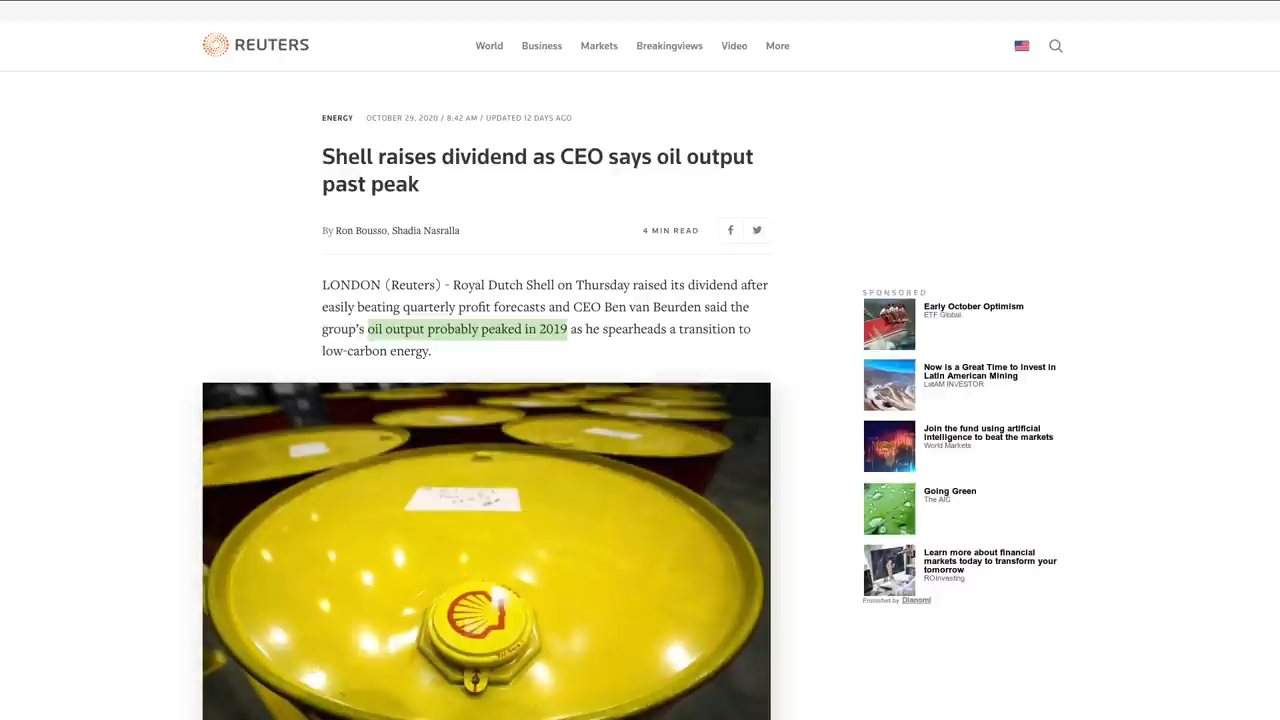 REUTERS
World Business Markets Breakingviews Video More
ENERGY OCTOBER 29, 2020 / 8:42 AM / UPDATED 12 DAYS AGO
Shell raises dividend as CEO says oil output
past peak
By Ron Bousso, Shadia Nasralla
4 MIN READ
LONDON (Reuters) - Royal Dutch Shell on Thursday raised its dividend after
easily beating quarterly profit forecasts and CEO Ben van Beurden said the
group’s oil output probably peaked in 2019 as he spearheads a transition to
low-carbon energy.
SPONSORED
Early October Optimism
ETF Global
Now is a Great Time to Invest in
Latin American Mining
LatAM INVESTOR
Join the fund using artificial
intelligence to beat the markets
World Markets
Going Green
The AIC
Learn more about financial
markets today to transform your
tomorrow
ROinvesting
Presented by Dianomi